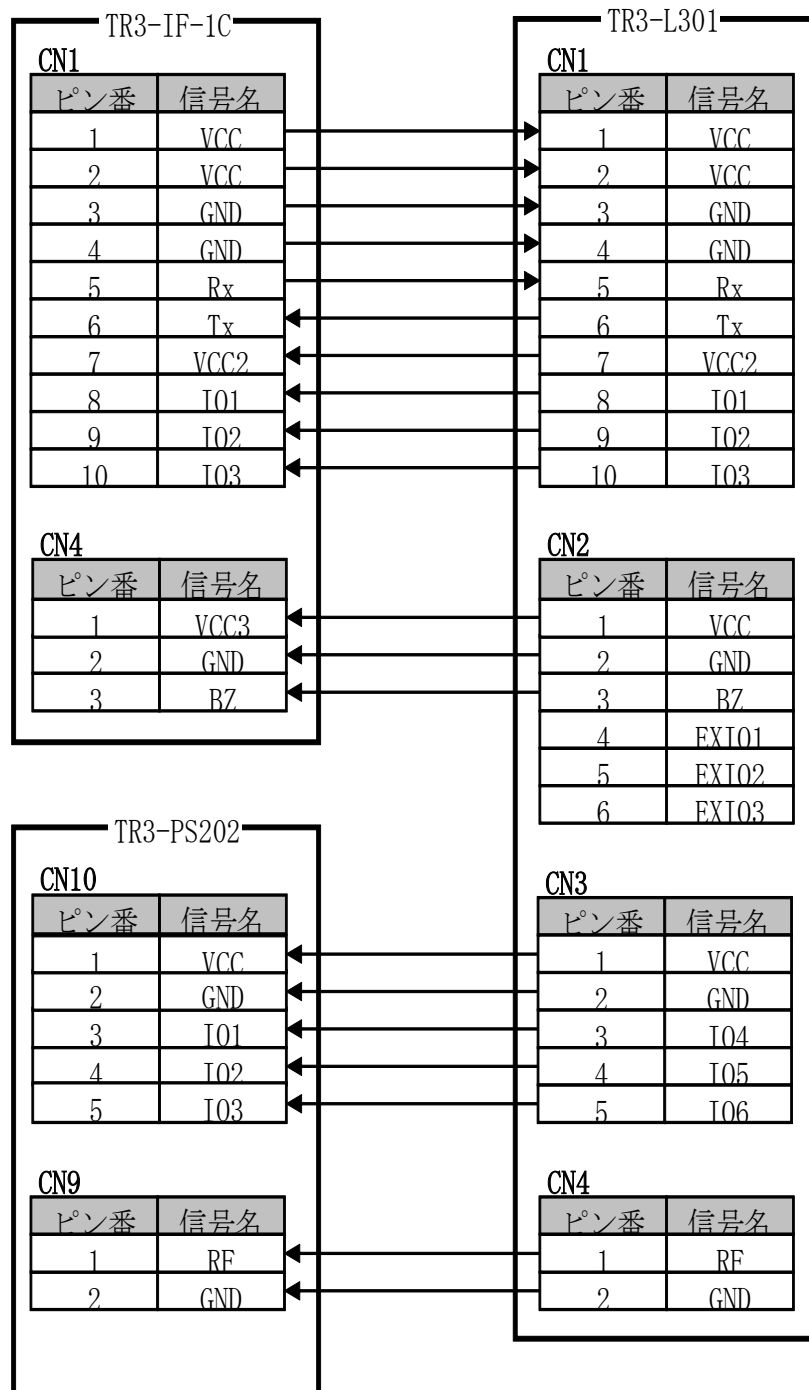 TR3-IF-1C
CN1
ピン番 信号名
1 VCC
2 VCC
3 GND
4 GND
5 Rx
6 Tx
7 VCC2
8 IO1
9 IO2
10 IO3
CN4
ピン番 信号名
1 VCC3
2 GND
3 BZ
TR3-PS202
CN10
ピン番 信号名
1 VCC
2 GND
3 IO1
4 IO2
5 IO3
CN9
ピン番 信号名
1 RF
2 GND
TR3-L301
CN1
ピン番 信号名
1 VCC
2 VCC
3 GND
4 GND
5 Rx
6 Tx
7 VCC2
8 IO1
9 IO2
10 IO3
CN2
ピン番 信号名
1 VCC
2 GND
3 BZ
4 EXIO1
5 EXIO2
6 EXIO3
CN3
ピン番 信号名
1 VCC
2 GND
3 IO4
4 IO5
5 IO6
CN4
ピン番 信号名
1 RF
2 GND